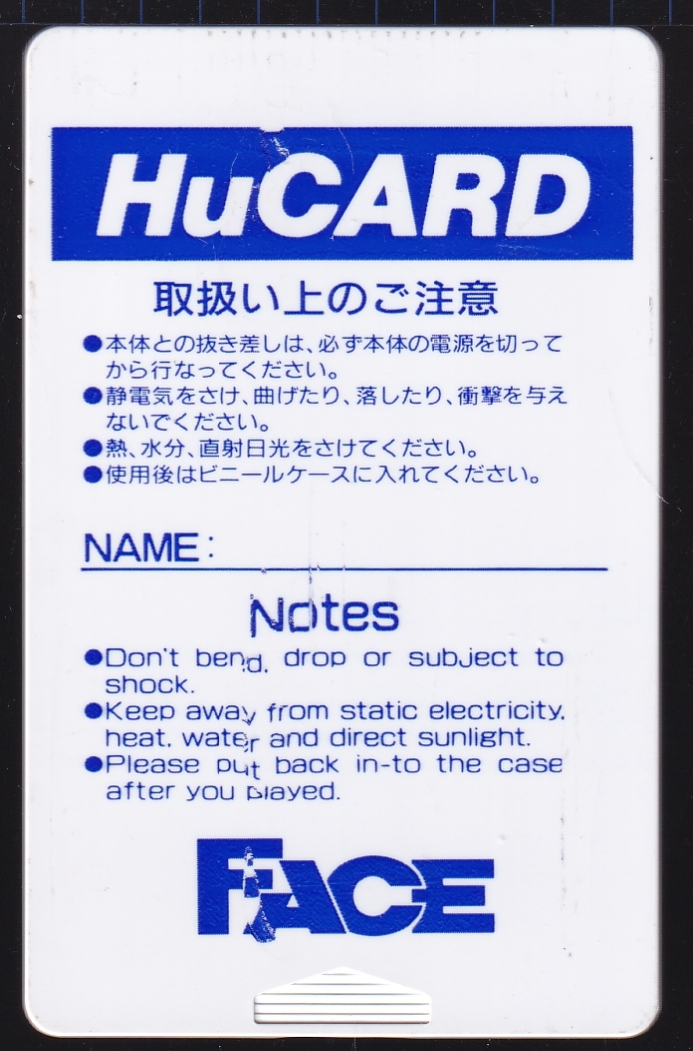 HuCARD
取扱い上のご注意
●本体との抜き差しは、必ず本体の電源を切って
から行なってください。
●静電気をさけ、曲げたり、落したり、衝撃を与え
ないでください。
●熱、水分、直射日光をさけてください。
●使用後はビニールケースに入れてください。
NAME:
Notes
●Don't bend, drop or subject to
shock.
●Keep away from static electricity,
heat, water and direct sunlight.
●Please put back in-to the case
after you played.
FACE